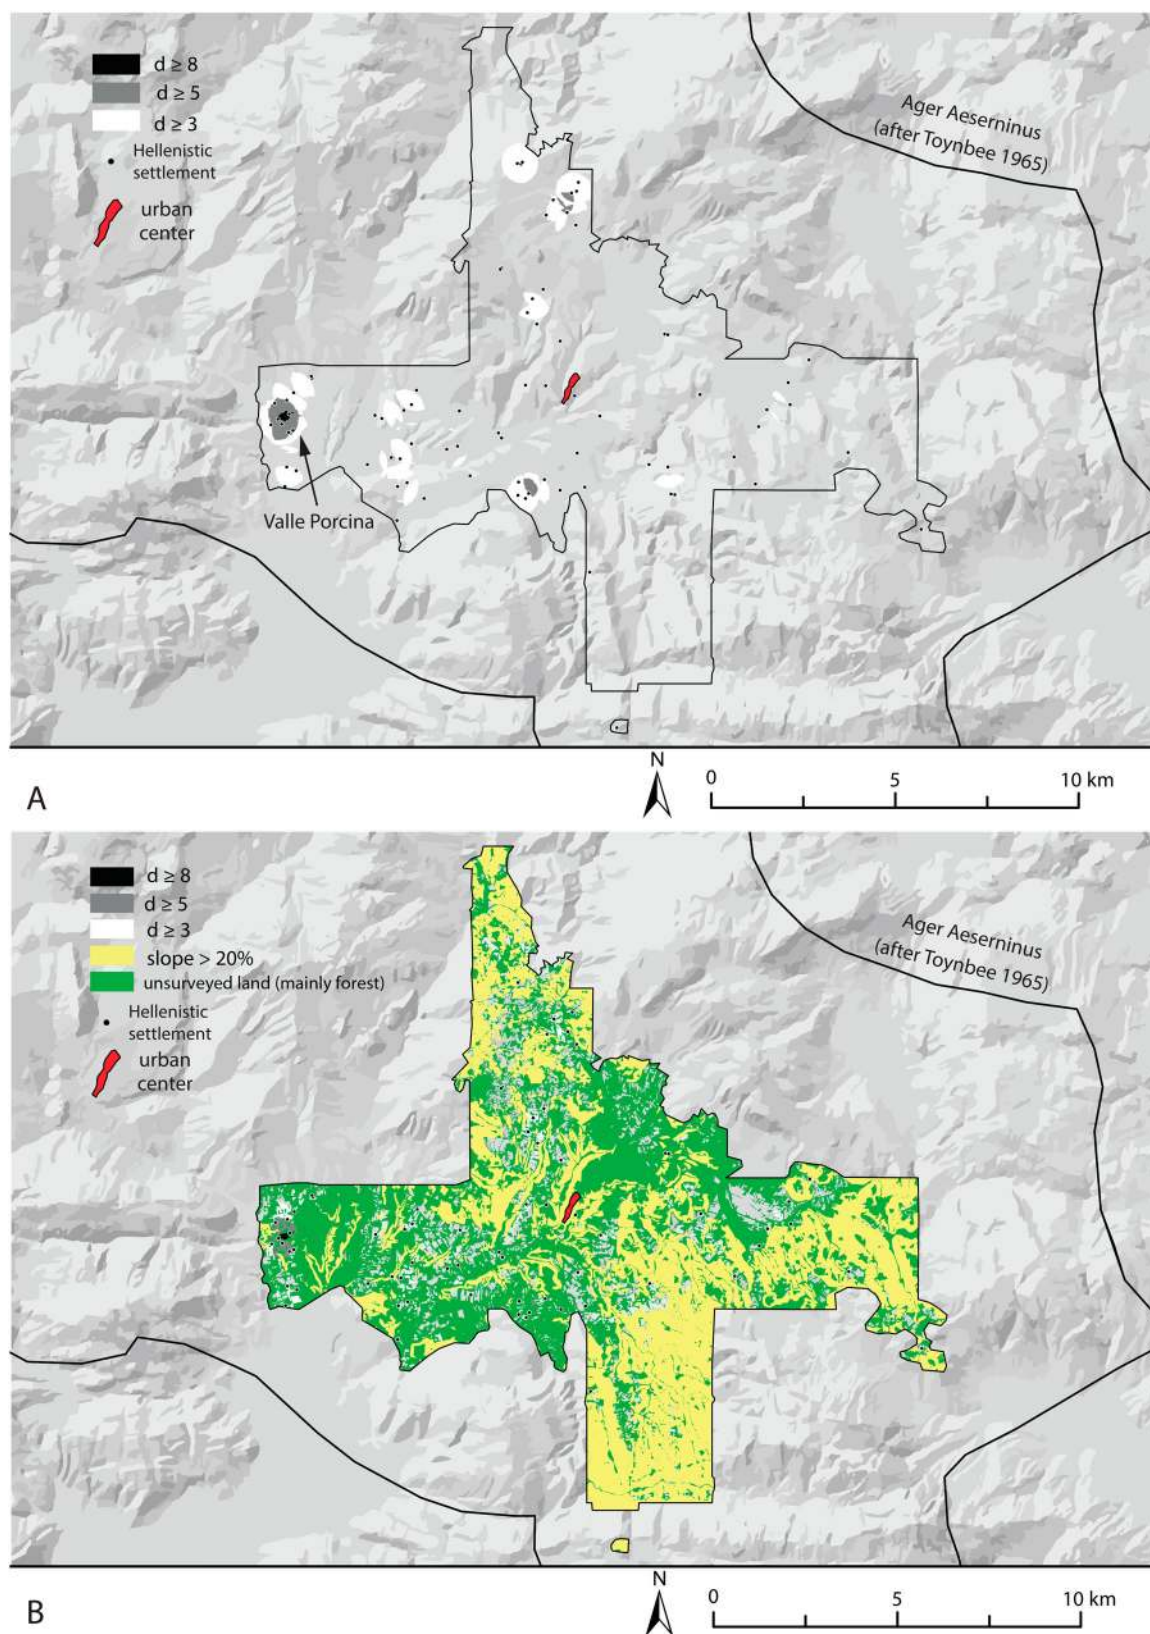 d ≥ 8
d ≥ 5
d ≥ 3
Hellenistic
settlement
urban
center
Ager Aeserninus
(after Toynbee 1965)
Valle Porcina
A
N
0 5 10 km
d ≥ 8
d ≥ 5
d ≥ 3
slope > 20%
unsurveyed land (mainly forest)
Hellenistic
settlement
urban
center
Ager Aeserninus
(after Toynbee 1965)
B
N
0 5 10 km